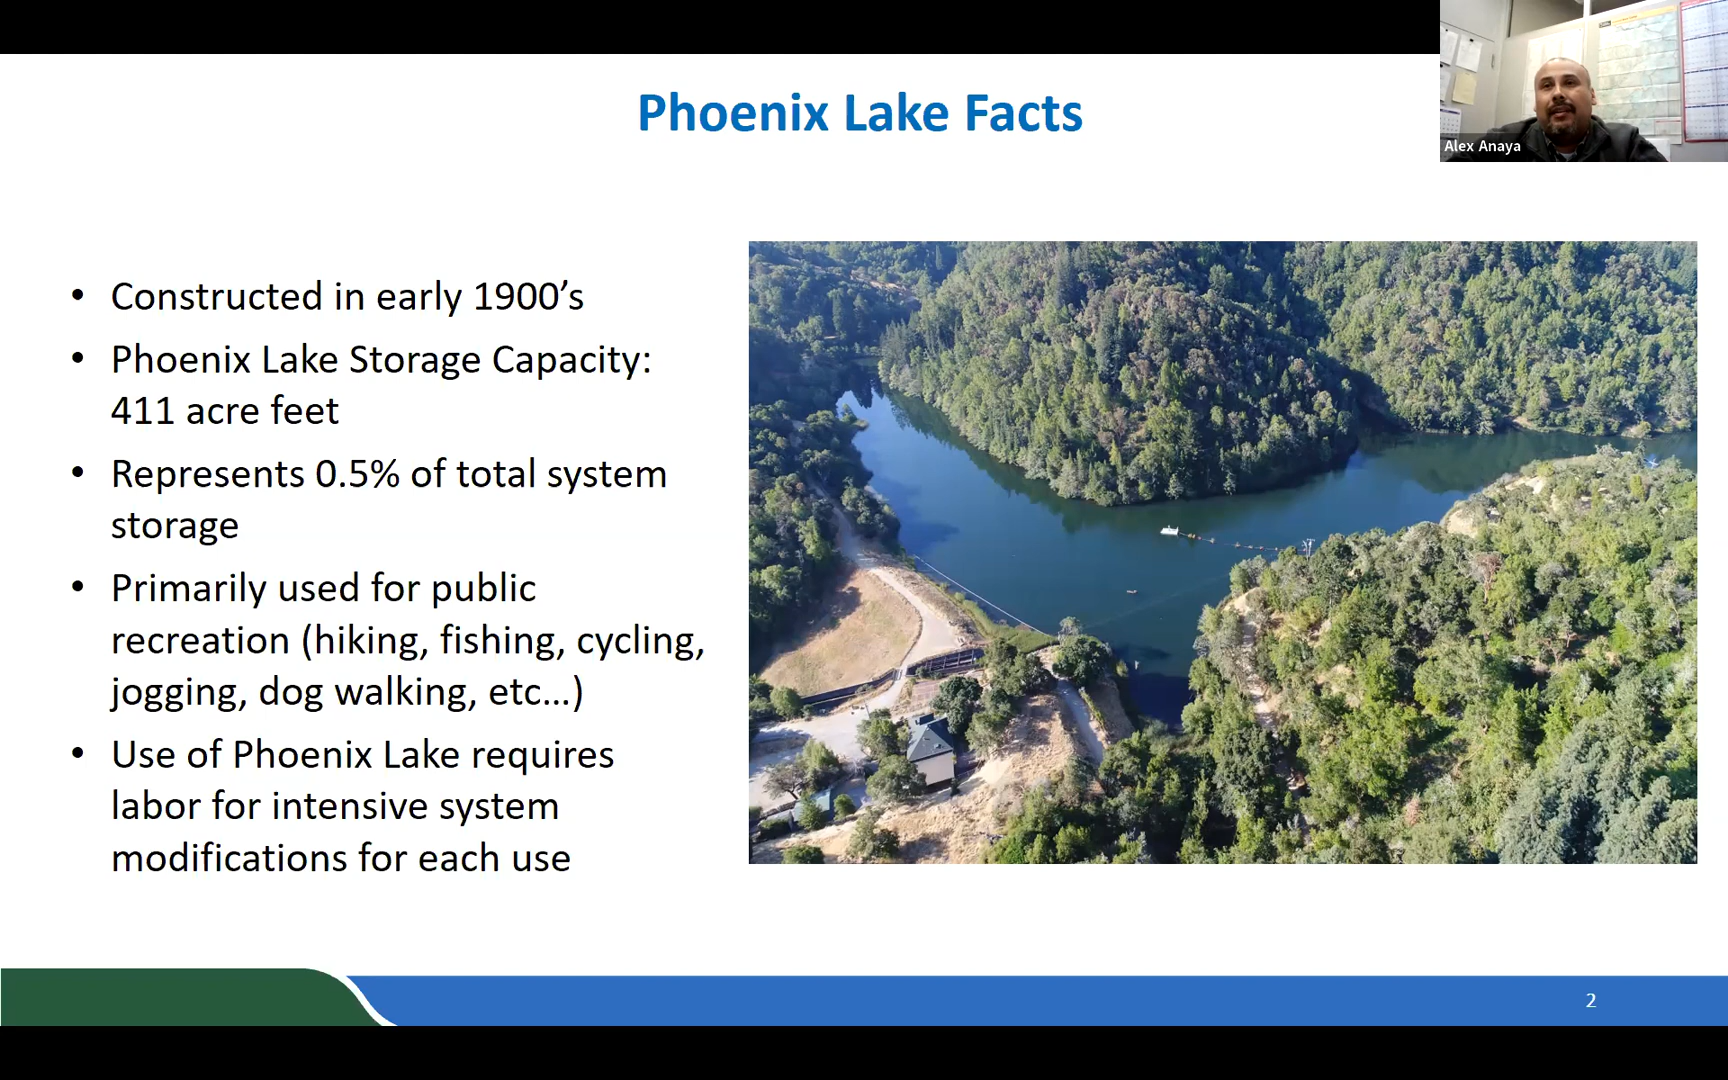 Phoenix Lake Facts
Alex Anaya
• Constructed in early 1900’s
• Phoenix Lake Storage Capacity:
411 acre feet
• Represents 0.5% of total system
storage
• Primarily used for public
recreation (hiking, fishing, cycling,
jogging, dog walking, etc…)
• Use of Phoenix Lake requires
labor for intensive system
modifications for each use
2